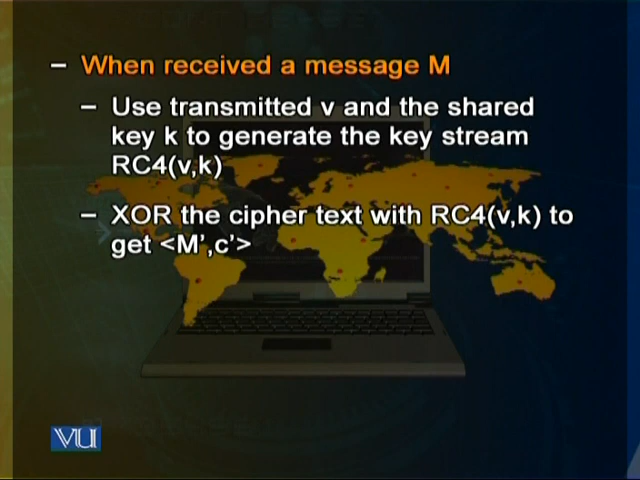 – When received a message M
– Use transmitted v and the shared
key k to generate the key stream
RC4(v,k)
– XOR the cipher text with RC4(v,k) to
get <M’,c’>
VU